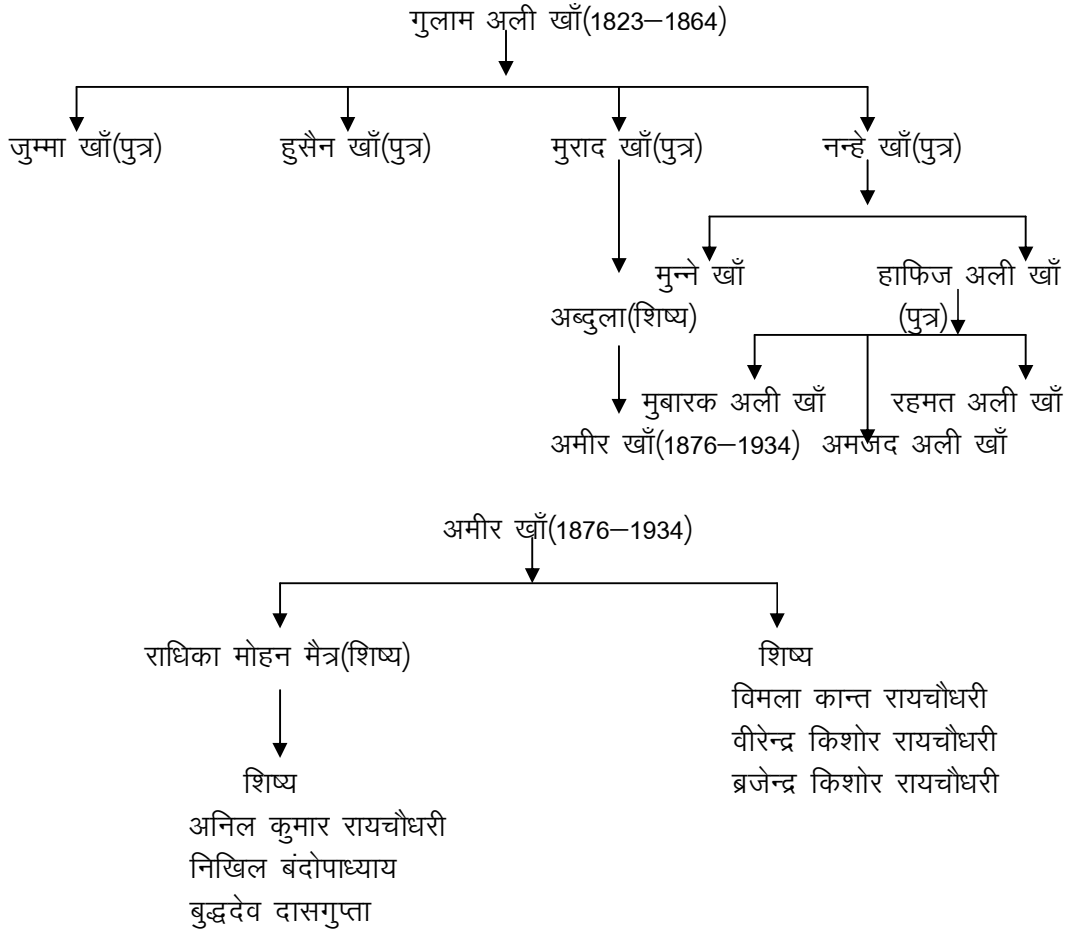 गुलाम अली खाँ(1823–1864)
जुम्मा खाँ(पुत्र) हुसैन खाँ(पुत्र) मुराद खाँ(पुत्र) नन्हे खाँ(पुत्र)
मुन्ने खाँ हाफिज अली खाँ
अब्दुला(शिष्य) (पुत्र)
मुबारक अली खाँ रहमत अली खाँ
अमीर खाँ(1876–1934) अमजद अली खाँ
अमीर खाँ(1876–1934)
राधिका मोहन मैत्र(शिष्य) शिष्य
विमला कान्त रायचौधरी
वीरेन्द्र किशोर रायचौधरी
ब्रजेन्द्र किशोर रायचौधरी
शिष्य
अनिल कुमार रायचौधरी
निखिल बंदोपाध्याय
बुद्धदेव दासगुप्ता